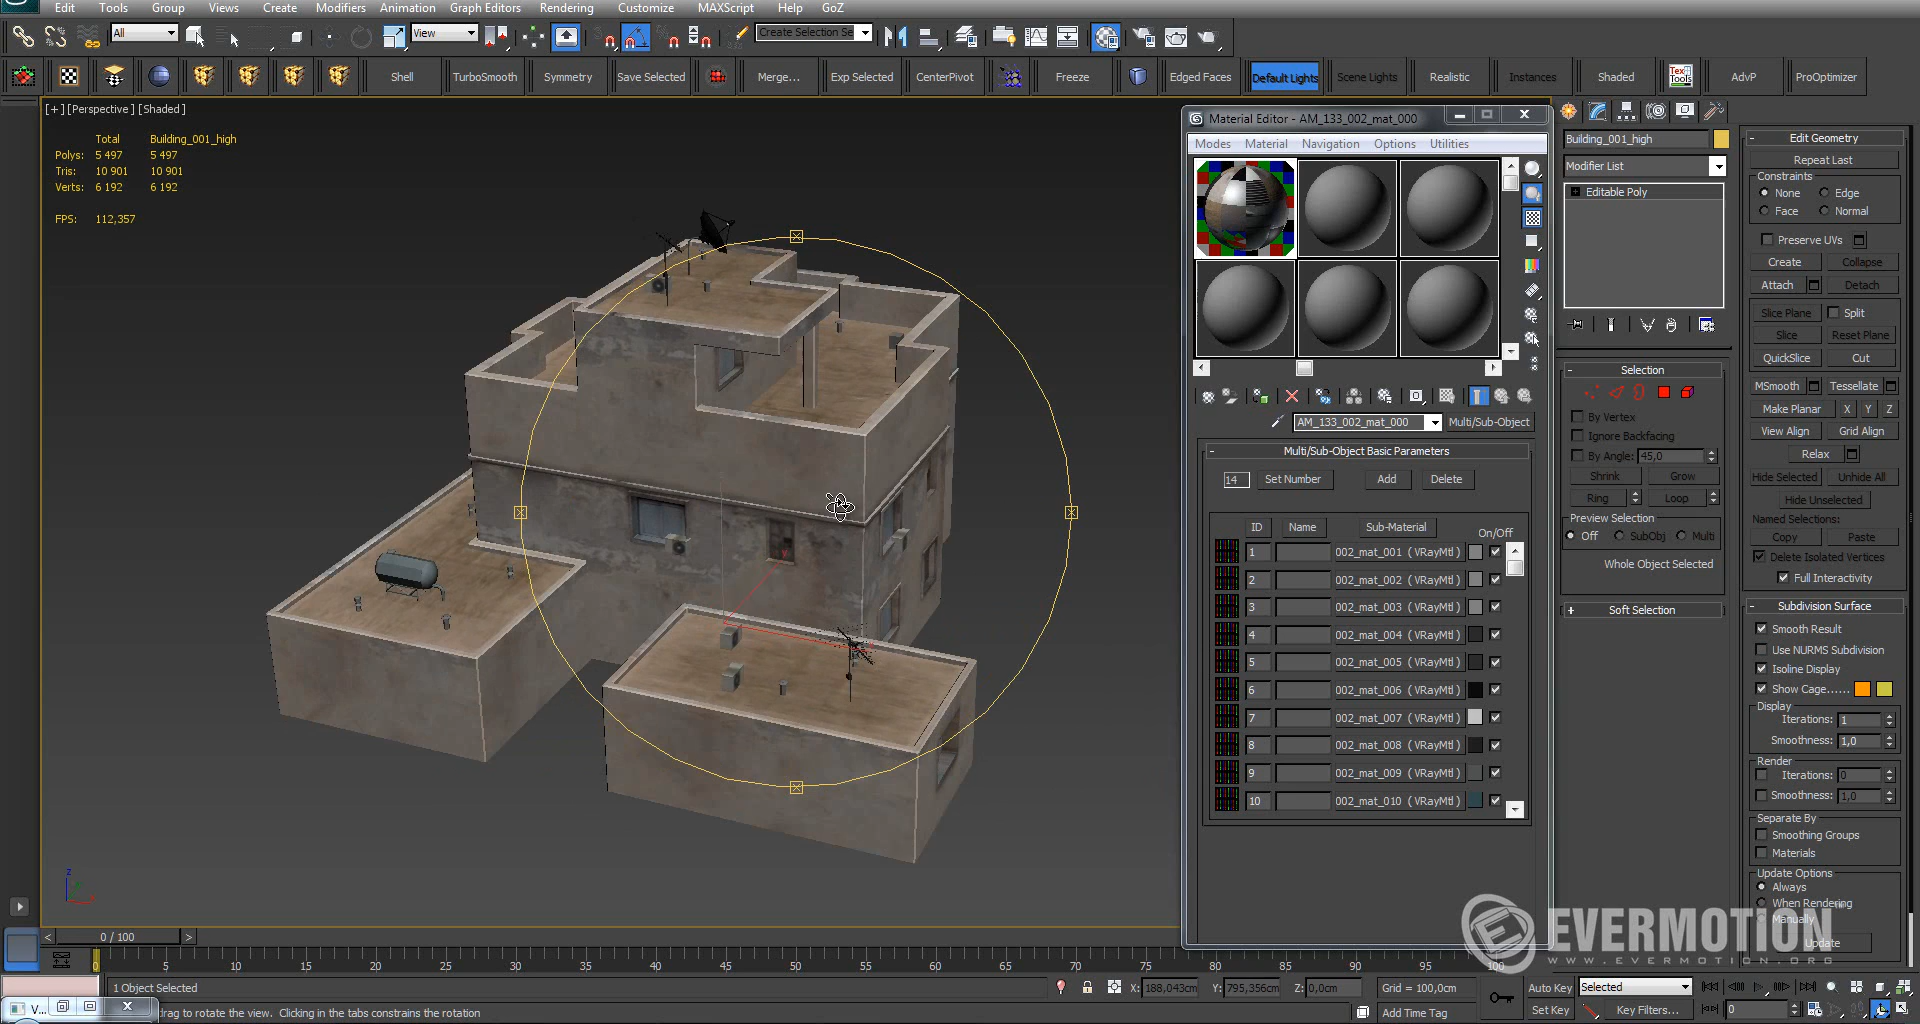 Edit Tools Group Views Create Modifiers Animation Graph Editors Rendering Customize MAXScript Help GoZ
All View Create Selection Se
Shell TurboSmooth Symmetry Save Selected Merge... Exp Selected CenterPivot Freeze Edged Faces Default Lights Scene Lights Realistic Instances Shaded Tex Tools AdvP ProOptimizer
[+] [Perspective] [Shaded]
Total Building_001_high
Polys: 5 497 5 497
Tris: 10 901 10 901
Verts: 6 192 6 192
FPS: 112,357
Material Editor - AM_133_002_mat_000
Modes Material Navigation Options Utilities
AM_133_002_mat_000 Multi/Sub-Object
- Multi/Sub-Object Basic Parameters
14 Set Number Add Delete
ID Name Sub-Material On/Off
1 002_mat_001 ( VRayMtl )
2 002_mat_002 ( VRayMtl )
3 002_mat_003 ( VRayMtl )
4 002_mat_004 ( VRayMtl )
5 002_mat_005 ( VRayMtl )
6 002_mat_006 ( VRayMtl )
7 002_mat_007 ( VRayMtl )
8 002_mat_008 ( VRayMtl )
9 002_mat_009 ( VRayMtl )
10 002_mat_010 ( VRayMtl )
Building_001_high
Modifier List
Editable Poly
- Selection
By Vertex
Ignore Backfacing
By Angle: 45,0
Shrink Grow
Ring Loop
Preview Selection
Off SubObj Multi
Whole Object Selected
+ Soft Selection
- Edit Geometry
Repeat Last
Constraints
None Edge
Face Normal
Preserve UVs
Create Collapse
Attach Detach
Slice Plane Split
Slice Reset Plane
QuickSlice Cut
MSmooth Tessellate
Make Planar X Y Z
View Align Grid Align
Relax
Hide Selected Unhide All
Hide Unselected
Named Selections:
Copy Paste
Delete Isolated Vertices
Full Interactivity
- Subdivision Surface
Smooth Result
Use NURMS Subdivision
Isoline Display
Show Cage......
Display
Iterations: 1
Smoothness: 1,0
Render
Iterations: 0
Smoothness: 1,0
Separate By
Smoothing Groups
Materials
Update Options
Always
When Rendering
Manually
Update
EVERMOTION
WWW.EVERMOTION.ORG
z
y
< 0 / 100 >
0 5 10 15 20 25 30 35 40 45 50 55 60 65 70 75 80 85 90 95 100
1 Object Selected X: 188,043cm Y: 795,356cm Z: 0,0cm Grid = 100,0cm Auto Key Selected
V... drag to rotate the view. Clicking in the tabs constrains the rotation Add Time Tag Set Key Key Filters... 0